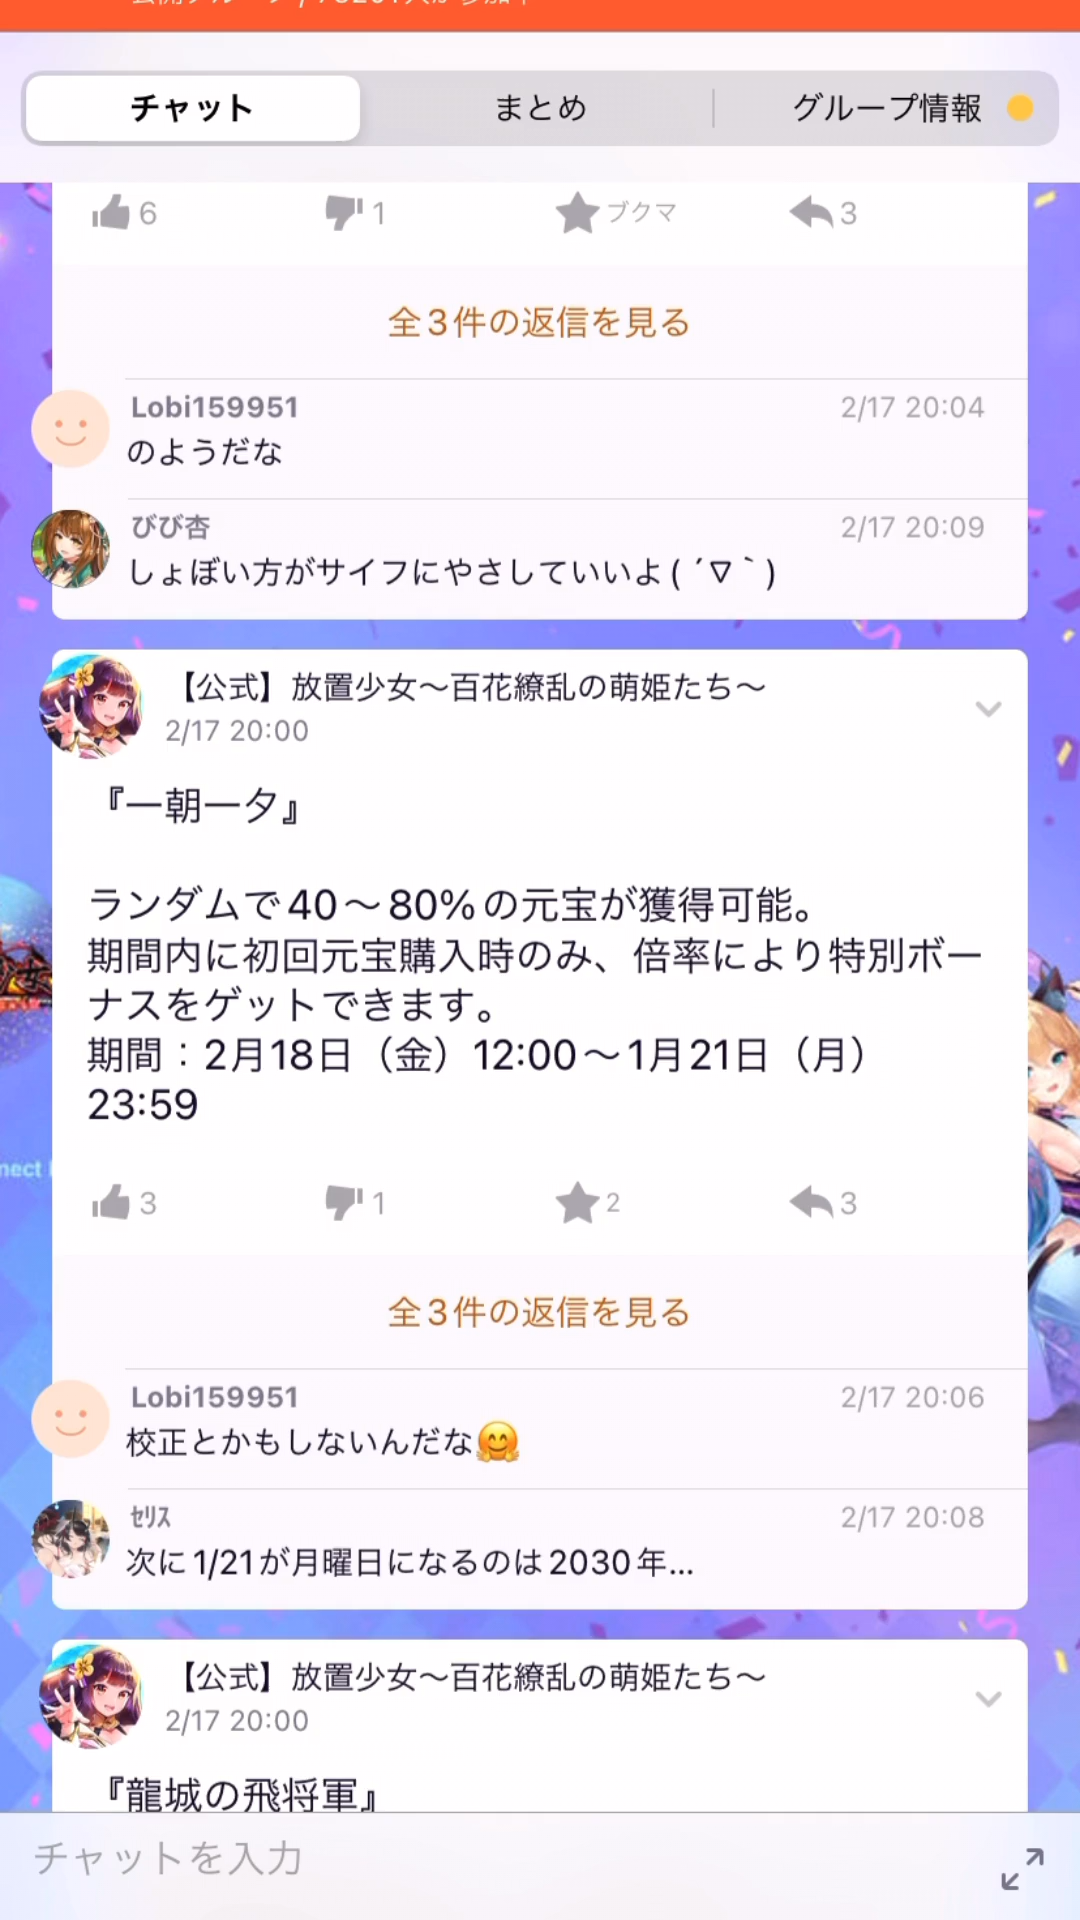 チャット
まとめ
グループ情報
6
1
ブクマ
3
全3件の返信を見る
Lobi159951
2/17 20:04
のようだな
びび杏
2/17 20:09
しょぼい方がサイフにやさしていいよ( ´∇｀)
【公式】放置少女〜百花繚乱の萌姫たち〜
2/17 20:00
『一朝一夕』
ランダムで40〜80%の元宝が獲得可能。
期間内に初回元宝購入時のみ、倍率により特別ボー
ナスをゲットできます。
期間：2月18日（金）12:00〜1月21日（月）
23:59
3
1
2
3
全3件の返信を見る
Lobi159951
2/17 20:06
校正とかもしないんだな🤗
ｾﾘｽ
2/17 20:08
次に1/21が月曜日になるのは2030年...
【公式】放置少女〜百花繚乱の萌姫たち〜
2/17 20:00
『龍城の飛将軍』
チャットを入力